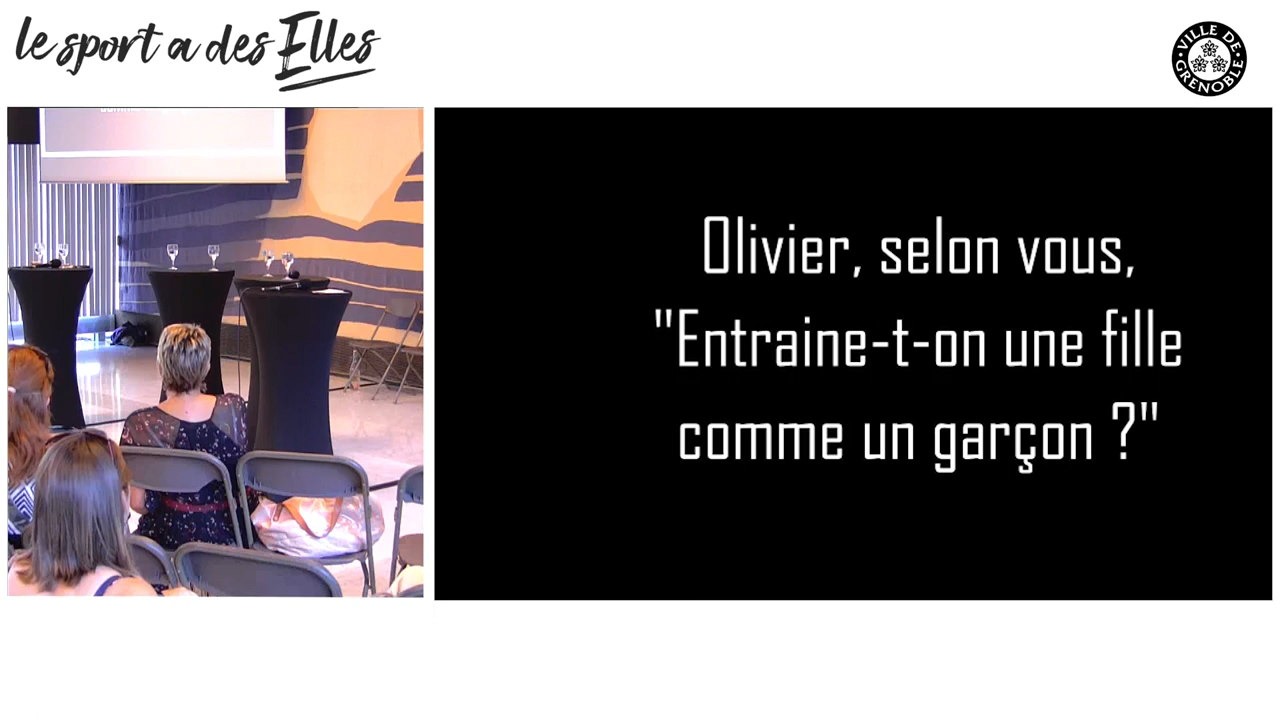 le sport a des Elles
VILLE DE
GRENOBLE
Olivier, selon vous,
"Entraine-t-on une fille
comme un garçon ?"